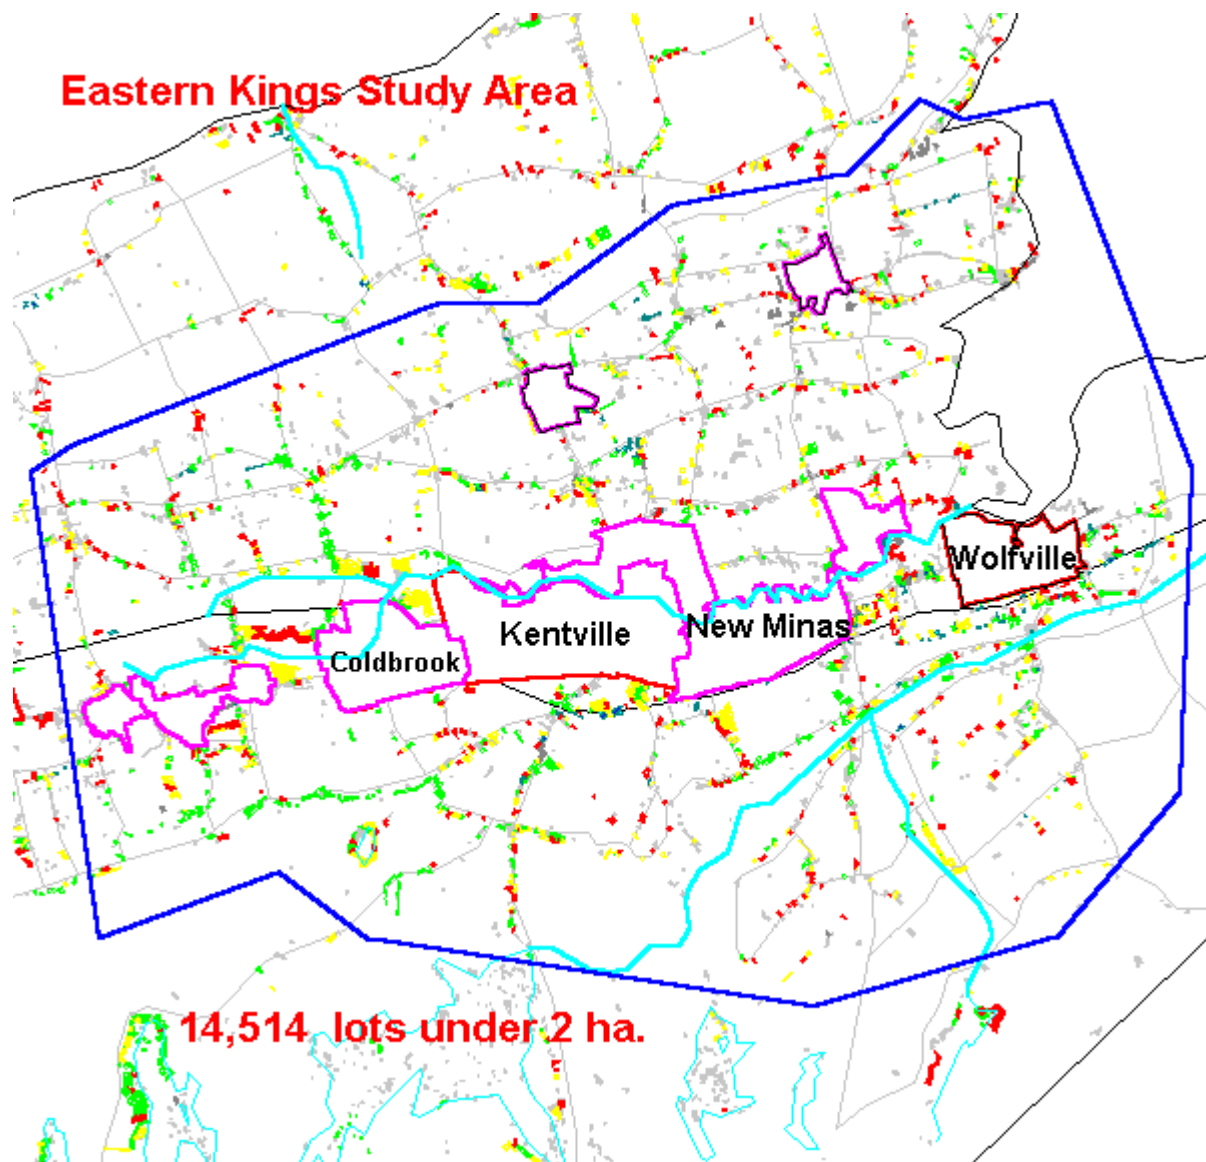 Eastern Kings Study Area
Wolfville
Kentville
New Minas
Coldbrook
14,514 lots under 2 ha.